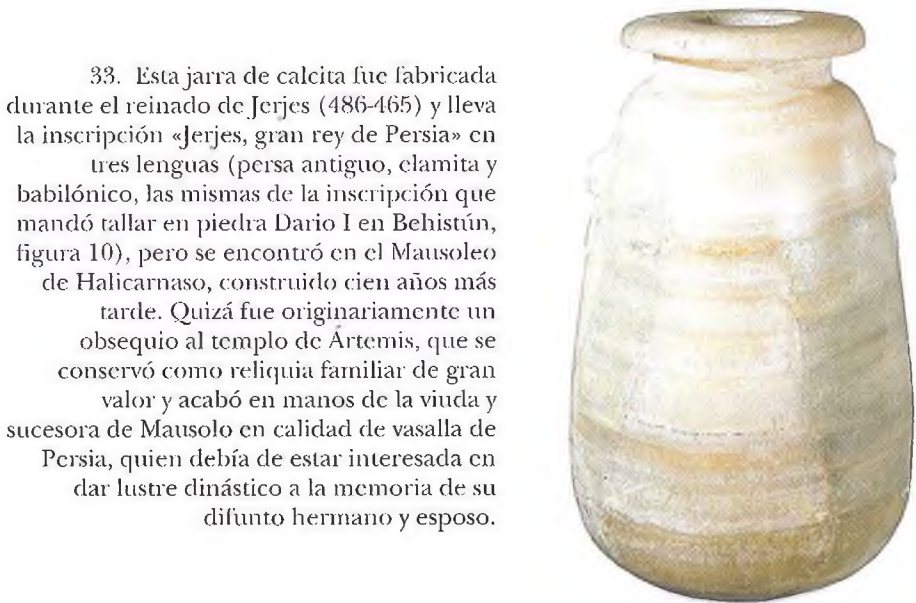 33. Esta jarra de calcita fue fabricada
durante el reinado de Jerjes (486-465) y lleva
la inscripción «Jerjes, gran rey de Persia» en
tres lenguas (persa antiguo, elamita y
babilónico, las mismas de la inscripción que
mandó tallar en piedra Dario I en Behistún,
figura 10), pero se encontró en el Mausoleo
de Halicarnaso, construido cien años más
tarde. Quizá fue originariamente un
obsequio al templo de Ártemis, que se
conservó como reliquia familiar de gran
valor y acabó en manos de la viuda y
sucesora de Mausolo en calidad de vasalla de
Persia, quien debía de estar interesada en
dar lustre dinástico a la memoria de su
difunto hermano y esposo.